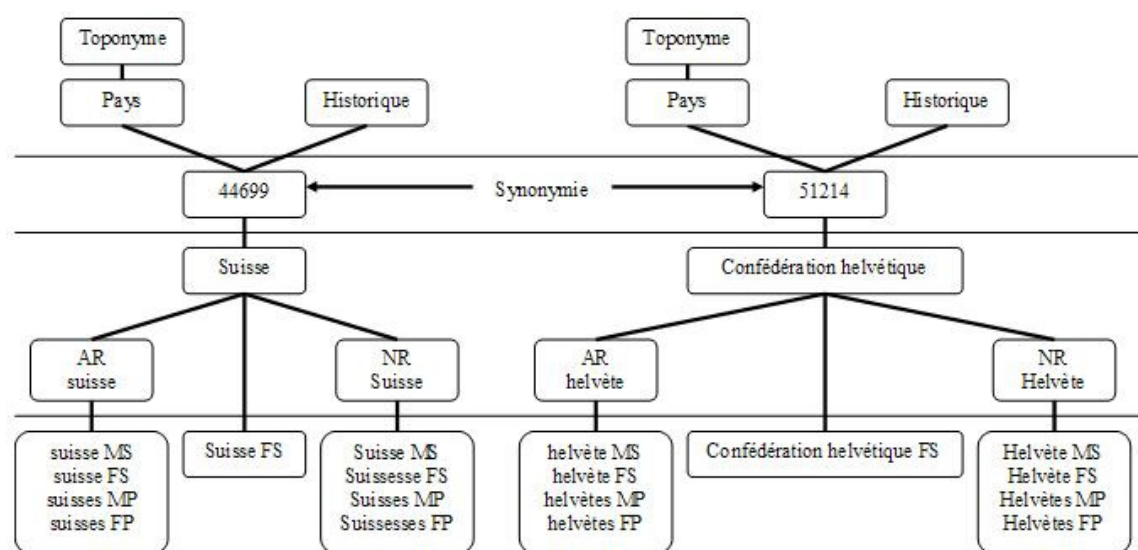 Toponyme
Toponyme
Pays
Historique
Pays
Historique
44699
Synonymie
51214
Suisse
Confédération helvétique
AR
suisse
NR
Suisse
AR
helvète
NR
Helvète
suisse MS
suisse FS
suisses MP
suisses FP
Suisse FS
Suisse MS
Suissesse FS
Suisses MP
Suissesses FP
helvète MS
helvète FS
helvètes MP
helvètes FP
Confédération helvétique FS
Helvète MS
Helvète FS
Helvètes MP
Helvètes FP